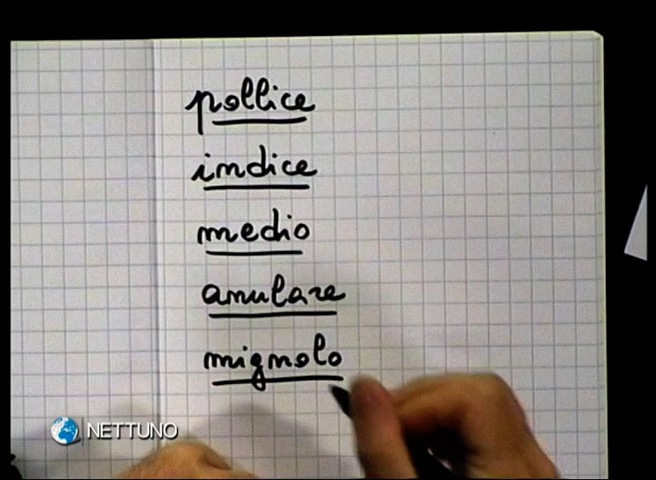 pollice
indice
medio
anulare
mignolo
NETTUNO